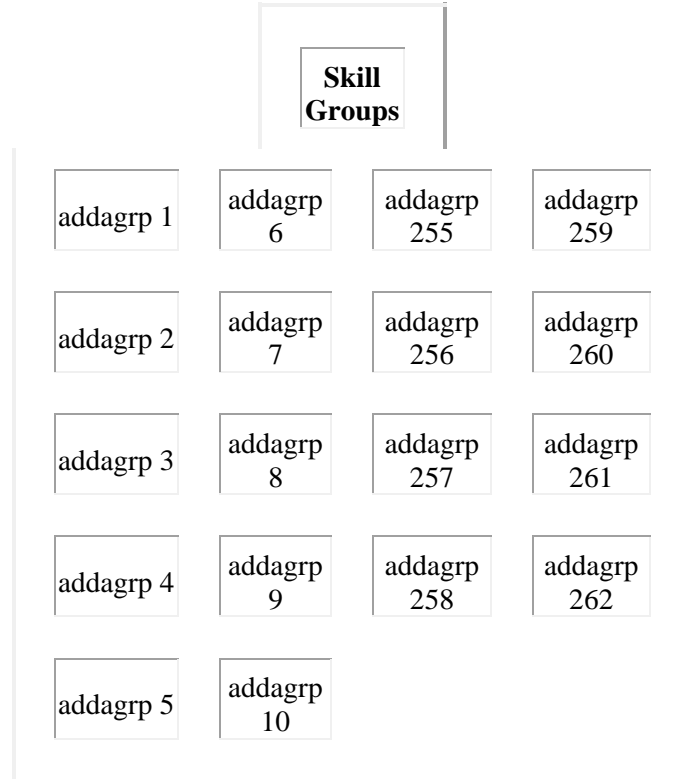 Skill
Groups
addagrp 1
addagrp
6
addagrp
255
addagrp
259
addagrp 2
addagrp
7
addagrp
256
addagrp
260
addagrp 3
addagrp
8
addagrp
257
addagrp
261
addagrp 4
addagrp
9
addagrp
258
addagrp
262
addagrp 5
addagrp
10